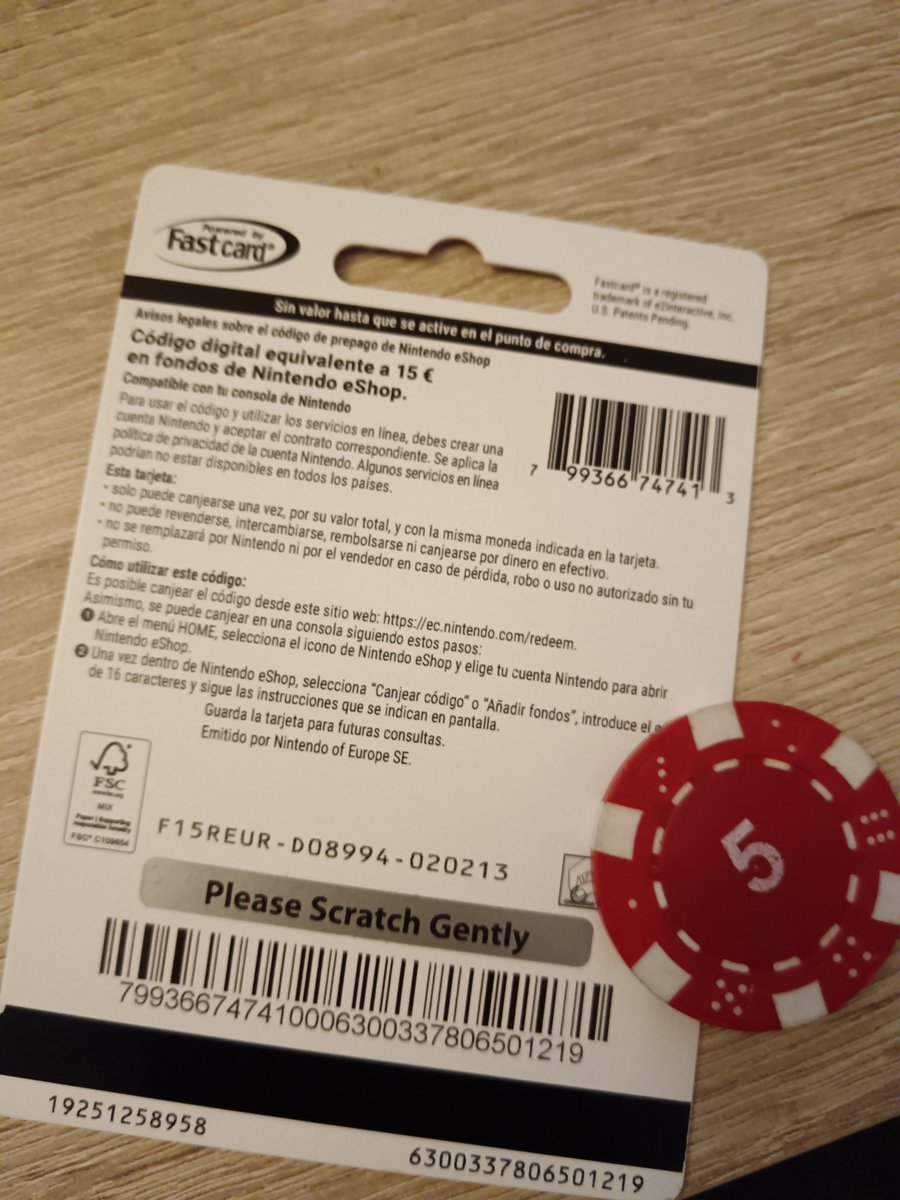 Powered by
Fastcard®
Fastcard® is a registered
trademark of e2interactive, Inc.
U.S. Patents Pending.
Sin valor hasta que se active en el punto de compra.
Avisos legales sobre el código de prepago de Nintendo eShop
Código digital equivalente a 15 €
en fondos de Nintendo eShop.
Compatible con tu consola de Nintendo
Para usar el código y utilizar los servicios en línea, debes crear una
cuenta Nintendo y aceptar el contrato correspondiente. Se aplica la
política de privacidad de la cuenta Nintendo. Algunos servicios en línea
podrían no estar disponibles en todos los países.
7 99366 74741 3
Esta tarjeta:
- solo puede canjearse una vez, por su valor total, y con la misma moneda indicada en la tarjeta.
- no puede revenderse, intercambiarse, rembolsarse ni canjearse por dinero en efectivo.
- no se remplazará por Nintendo ni por el vendedor en caso de pérdida, robo o uso no autorizado sin tu
permiso.
Cómo utilizar este código:
Es posible canjear el código desde este sitio web: https://ec.nintendo.com/redeem.
Asimismo, se puede canjear en una consola siguiendo estos pasos:
1 Abre el menú HOME, selecciona el icono de Nintendo eShop y elige tu cuenta Nintendo para abrir
Nintendo eShop.
2 Una vez dentro de Nintendo eShop, selecciona "Canjear código" o "Añadir fondos", introduce el
de 16 caracteres y sigue las instrucciones que se indican en pantalla.
Guarda la tarjeta para futuras consultas.
Emitido por Nintendo of Europe SE.
FSC
www.fsc.org
MIX
Paper | Supporting
responsible forestry
FSC® C109664
F15REUR-D08994-020213
5
Please Scratch Gently
799366747410006300337806501219
19251258958
6300337806501219